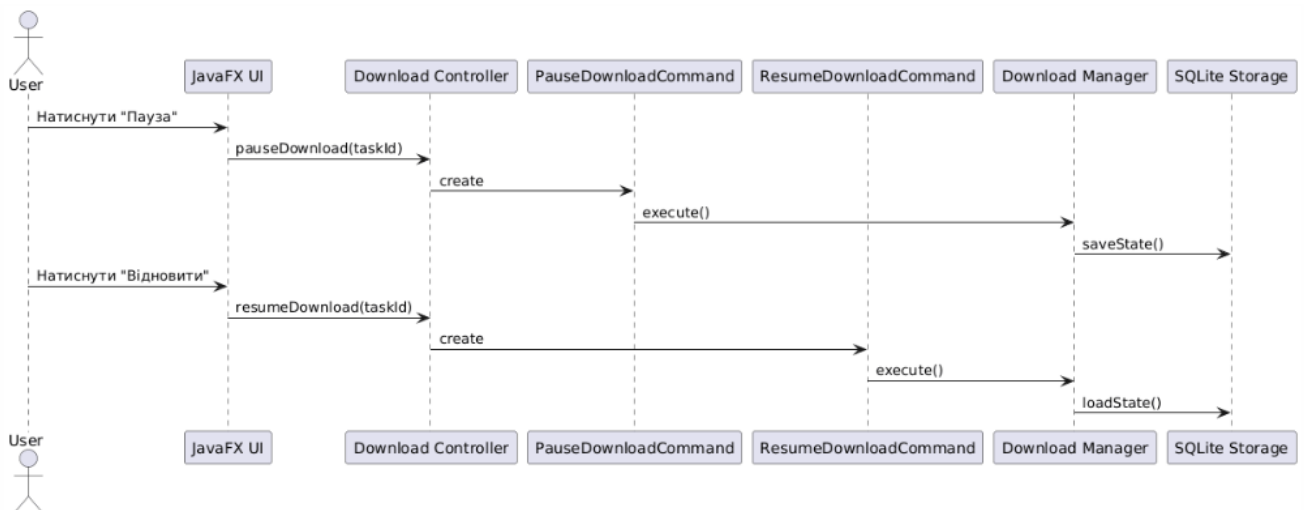 User
JavaFX UI
Download Controller
PauseDownloadCommand
ResumeDownloadCommand
Download Manager
SQLite Storage
Натиснути "Пауза"
pauseDownload(taskId)
create
execute()
saveState()
Натиснути "Відновити"
resumeDownload(taskId)
create
execute()
loadState()
User
JavaFX UI
Download Controller
PauseDownloadCommand
ResumeDownloadCommand
Download Manager
SQLite Storage